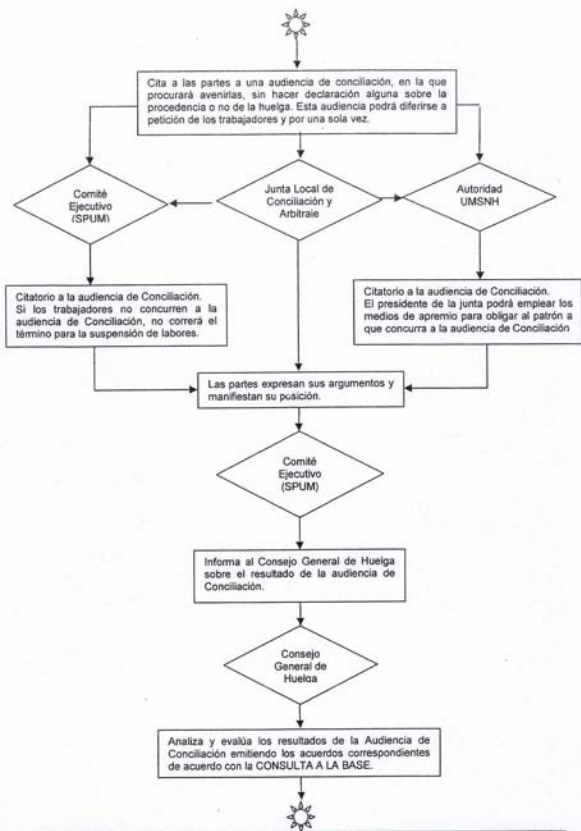 Cita a las partes a una audiencia de conciliación, en la que
procurará avenirlas, sin hacer declaración alguna sobre la
procedencia o no de la huelga. Esta audiencia podrá diferirse a
petición de los trabajadores y por una sola vez.
Comité
Ejecutivo
(SPUM)
Junta Local de
Conciliación y
Arbitraje
Autoridad
UMSNH
Citatorio a la audiencia de Conciliación.
Si los trabajadores no concurren a la
audiencia de Conciliación, no correrá el
término para la suspensión de labores.
Citatorio a la audiencia de Conciliación.
El presidente de la junta podrá emplear los
medios de apremio para obligar al patrón a
que concurra a la audiencia de Conciliación
Las partes expresan sus argumentos y
manifiestan su posición.
Comité
Ejecutivo
(SPUM)
Informa al Consejo General de Huelga
sobre el resultado de la audiencia de
Conciliación.
Consejo
General de
Huelga
Analiza y evalúa los resultados de la Audiencia de
Conciliación emitiendo los acuerdos correspondientes
de acuerdo con la CONSULTA A LA BASE.